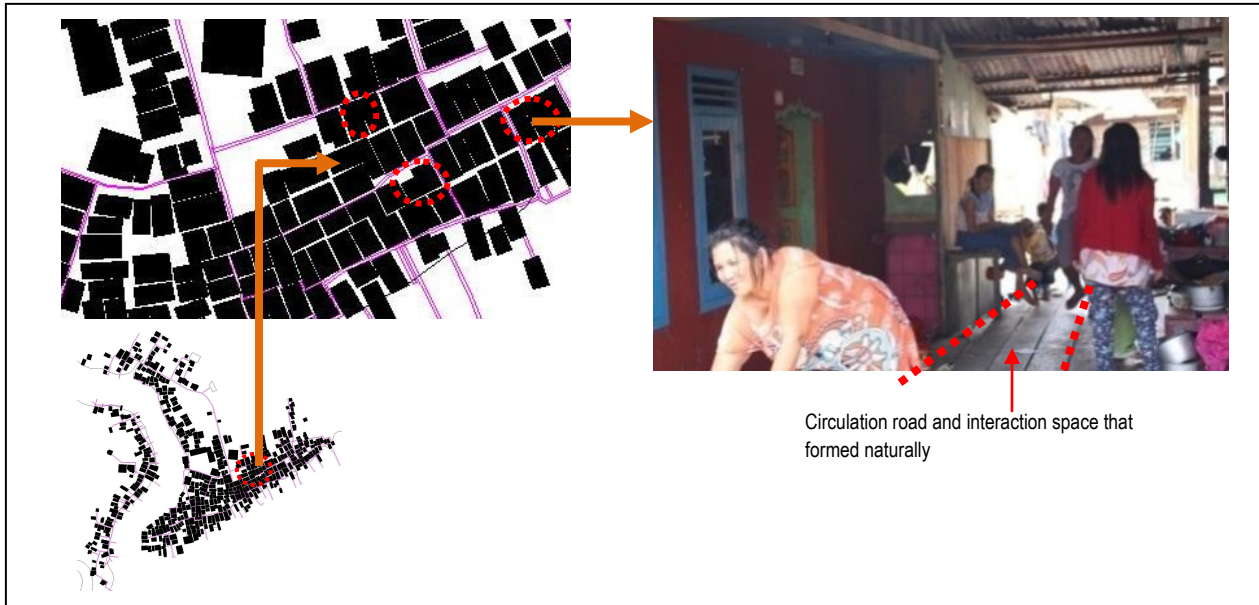 Circulation road and interaction space that
formed naturally